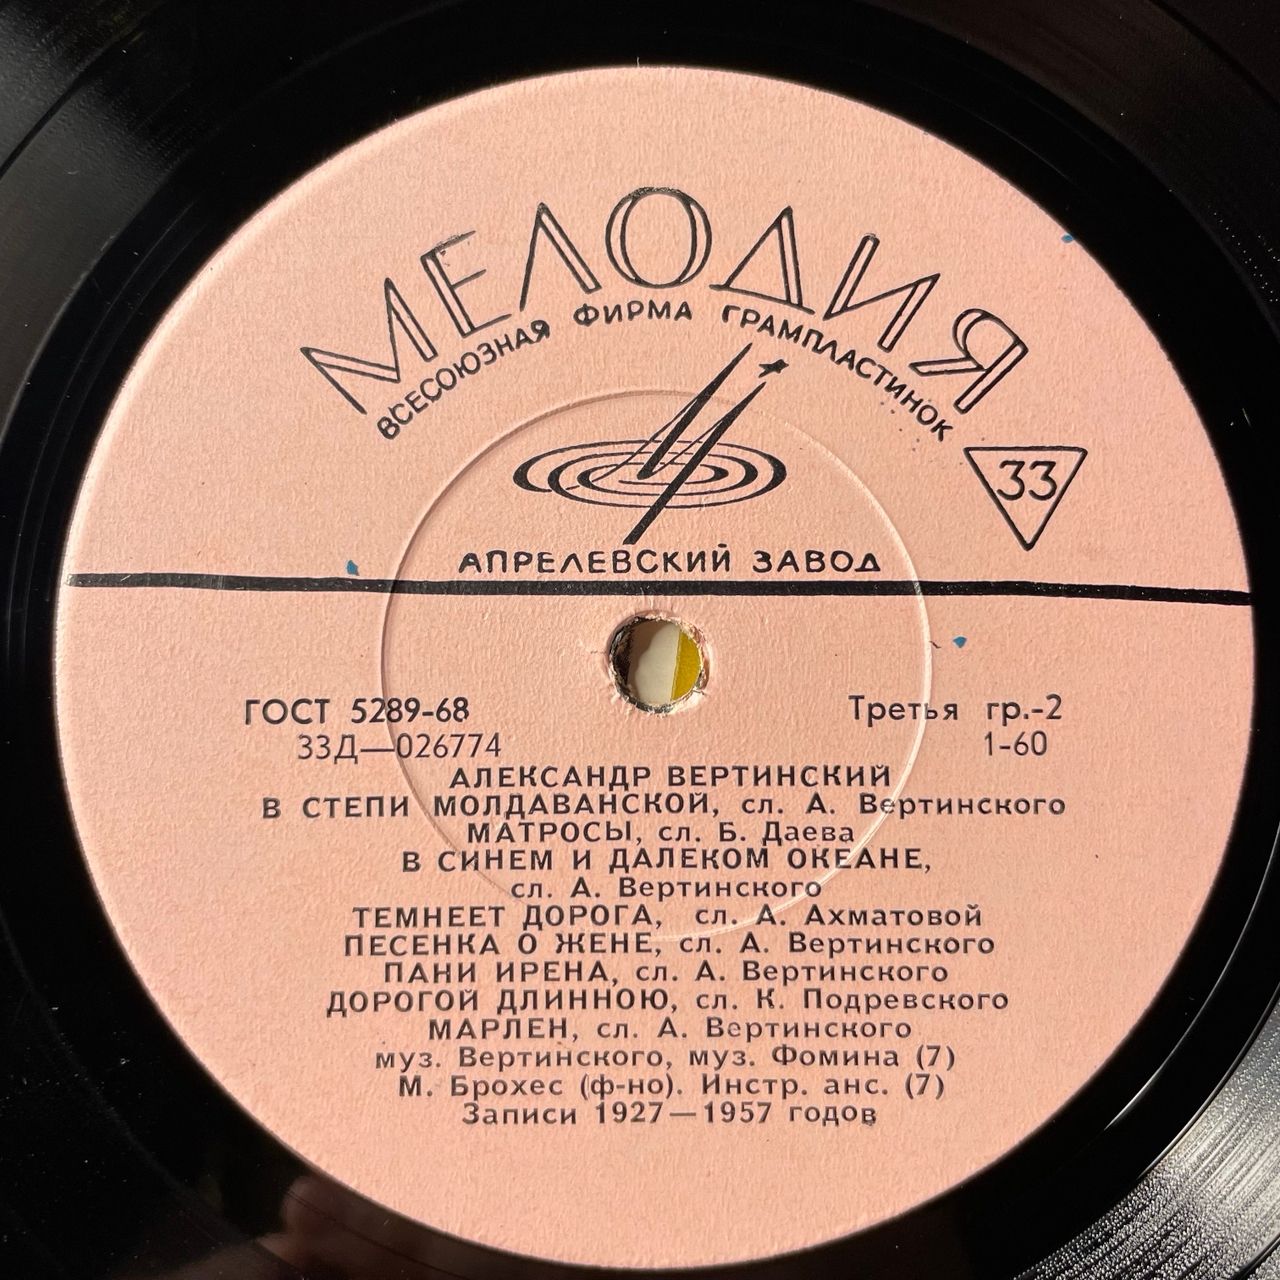 МЕЛОДИЯ
ВСЕСОЮЗНАЯ ФИРМА ГРАМПЛАСТИНОК
33
АПРЕЛЕВСКИЙ ЗАВОД
ГОСТ 5289-68 Третья гр.-2
33Д—026774 1-60
АЛЕКСАНДР ВЕРТИНСКИЙ
В СТЕПИ МОЛДАВАНСКОЙ, сл. А. Вертинского
МАТРОСЫ, сл. Б. Даева
В СИНЕМ И ДАЛЕКОМ ОКЕАНЕ,
сл. А. Вертинского
ТЕМНЕЕТ ДОРОГА, сл. А. Ахматовой
ПЕСЕНКА О ЖЕНЕ, сл. А. Вертинского
ПАНИ ИРЕНА, сл. А. Вертинского
ДОРОГОЙ ДЛИННОЮ, сл. К. Подревского
МАРЛЕН, сл. А. Вертинского
муз. Вертинского, муз. Фомина (7)
М. Брохес (ф-но). Инстр. анс. (7)
Записи 1927—1957 годов